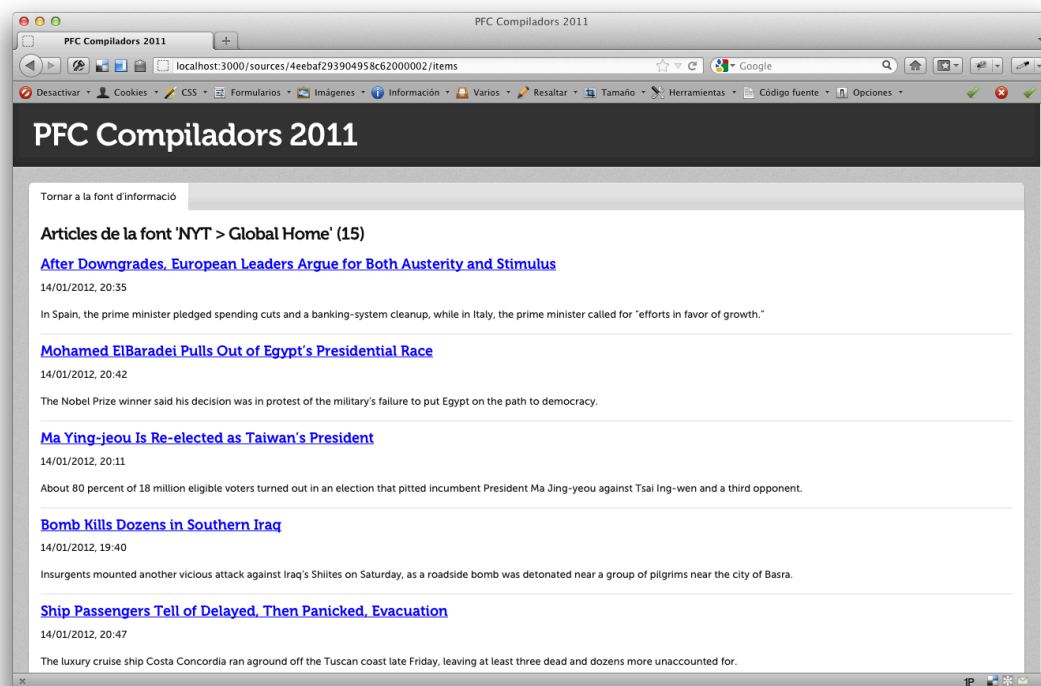 PFC Compiladors 2011
PFC Compiladors 2011
localhost:3000/sources/4eebaf293904958c62000002/items
Google
Desactivar Cookies CSS Formularios Imágenes Información Varios Resaltar Tamaño Herramientas Código fuente Opciones
PFC Compiladors 2011
Tornar a la font d'informació
Articles de la font 'NYT > Global Home' (15)
After Downgrades, European Leaders Argue for Both Austerity and Stimulus
14/01/2012, 20:35
In Spain, the prime minister pledged spending cuts and a banking-system cleanup, while in Italy, the prime minister called for "efforts in favor of growth."
Mohamed ElBaradei Pulls Out of Egypt's Presidential Race
14/01/2012, 20:42
The Nobel Prize winner said his decision was in protest of the military's failure to put Egypt on the path to democracy.
Ma Ying-jeou Is Re-elected as Taiwan's President
14/01/2012, 20:11
About 80 percent of 18 million eligible voters turned out in an election that pitted incumbent President Ma Jing-yeou against Tsai Ing-wen and a third opponent.
Bomb Kills Dozens in Southern Iraq
14/01/2012, 19:40
Insurgents mounted another vicious attack against Iraq's Shiites on Saturday, as a roadside bomb was detonated near a group of pilgrims near the city of Basra.
Ship Passengers Tell of Delayed, Then Panicked, Evacuation
14/01/2012, 20:47
The luxury cruise ship Costa Concordia ran aground off the Tuscan coast late Friday, leaving at least three dead and dozens more unaccounted for.
1P